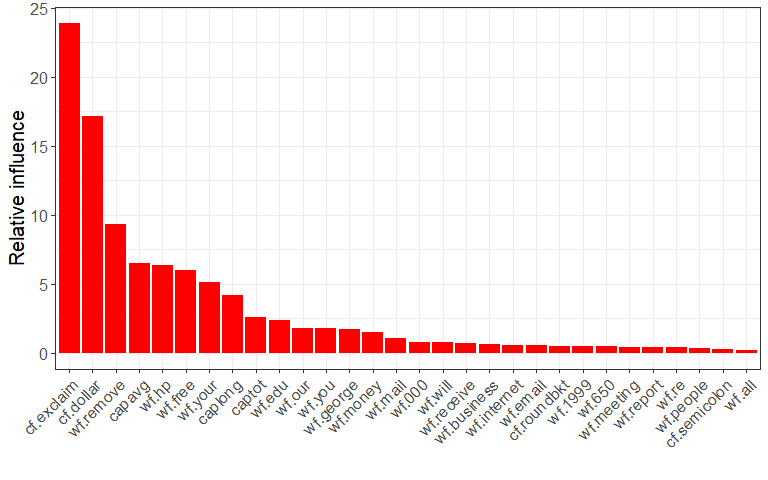 Relative influence
25
20
15
10
5
0
cf.exclaim
cf.dollar
wf.remove
capavg
wf.hp
wf.free
wf.your
caplong
captot
wf.edu
wf.our
wf.you
wf.george
wf.money
wf.mail
wf.000
wf.will
wf.receive
wf.business
wf.internet
wf.email
cf.roundbkt
wf.1999
wf.650
wf.meeting
wf.report
wf.re
wf.people
cf.semicolon
wf.all